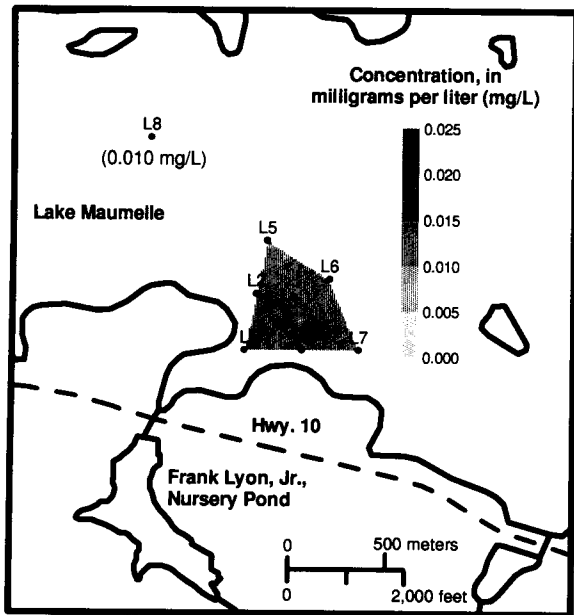 Concentration, in
milligrams per liter (mg/L)
0.025
0.020
0.015
0.010
0.005
0.000
L8
(0.010 mg/L)
Lake Maumelle
L5
L6
L7
Hwy. 10
Frank Lyon, Jr.,
Nursery Pond
0 500 meters
0 2,000 feet